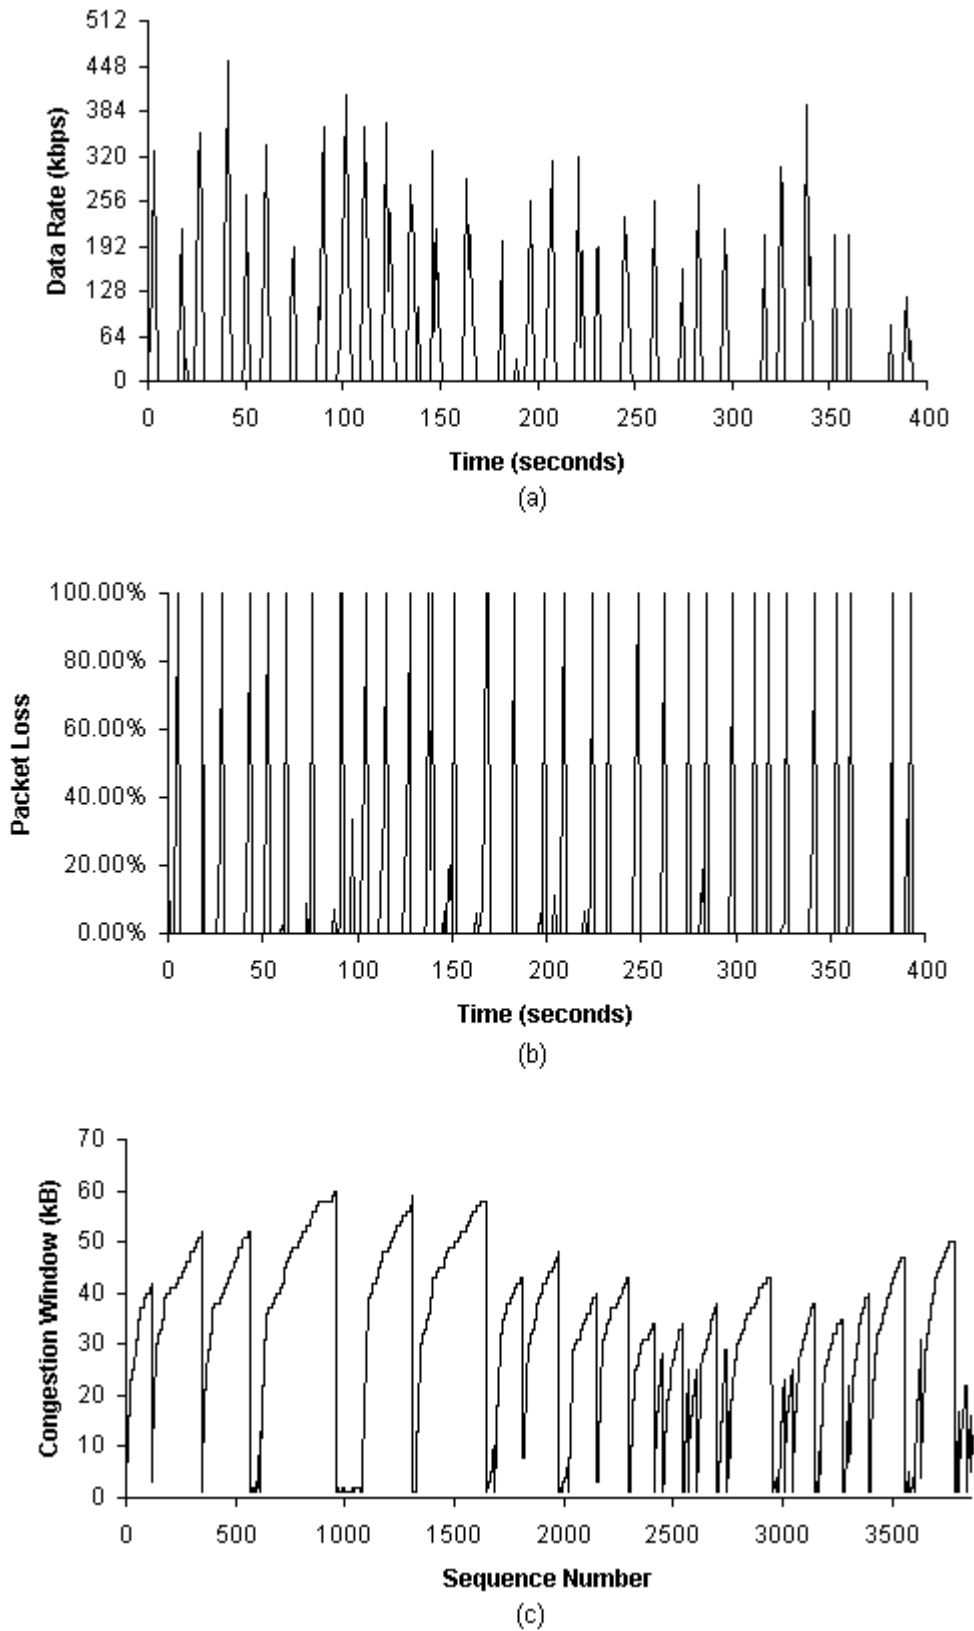 512
448
384
320
256
192
128
64
0
Data Rate (kbps)
0 50 100 150 200 250 300 350 400
Time (seconds)
(a)
100.00%
80.00%
60.00%
40.00%
20.00%
0.00%
Packet Loss
0 50 100 150 200 250 300 350 400
Time (seconds)
(b)
70
60
50
40
30
20
10
0
Congestion Window (kB)
0 500 1000 1500 2000 2500 3000 3500
Sequence Number
(c)